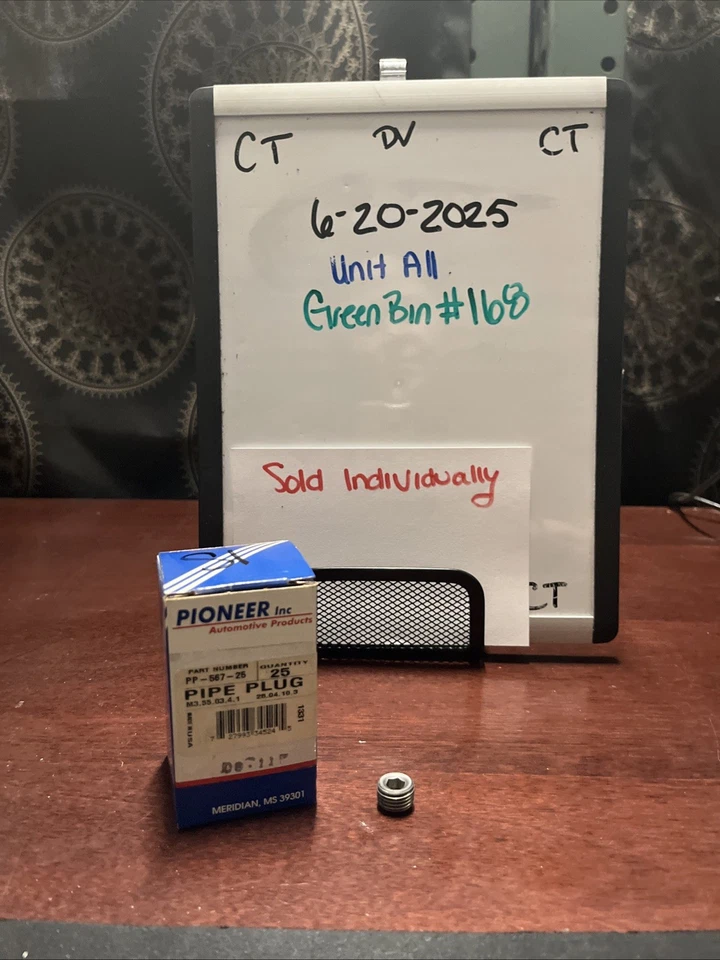 CT DV CT
6-20-2025
Unit All
Green Bin #168
Sold Individually
CT
PIONEER Inc
Automotive Products
PART NUMBER QUANTITY
PP-567-25 25
PIPE PLUG
1331
MERIDIAN, MS 39301